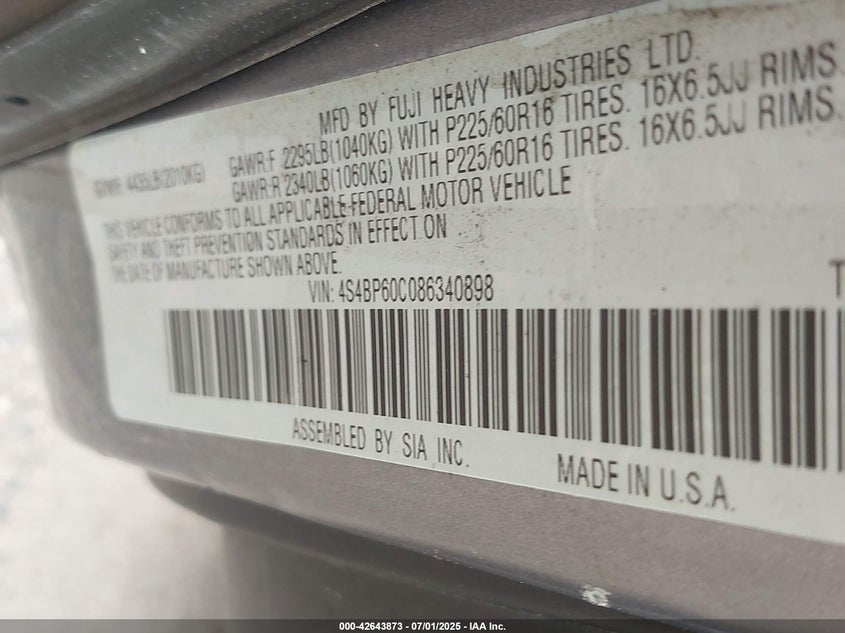 MFD BY FUJI HEAVY INDUSTRIES LTD.
GVWR: 4435LB(2010KG) GAWR:F 2295LB(1040KG) WITH P225/60R16 TIRES. 16X6.5JJ RIMS.
GAWR:R 2340LB(1060KG) WITH P225/60R16 TIRES. 16X6.5JJ RIMS.
THIS VEHICLE CONFORMS TO ALL APPLICABLE FEDERAL MOTOR VEHICLE
SAFETY AND THEFT PREVENTION STANDARDS IN EFFECT ON
THE DATE OF MANUFACTURE SHOWN ABOVE.
VIN: 4S4BP60C086340898
T
ASSEMBLED BY SIA INC.
MADE IN U.S.A.
000-42643873 - 07/01/2025 - IAA Inc.